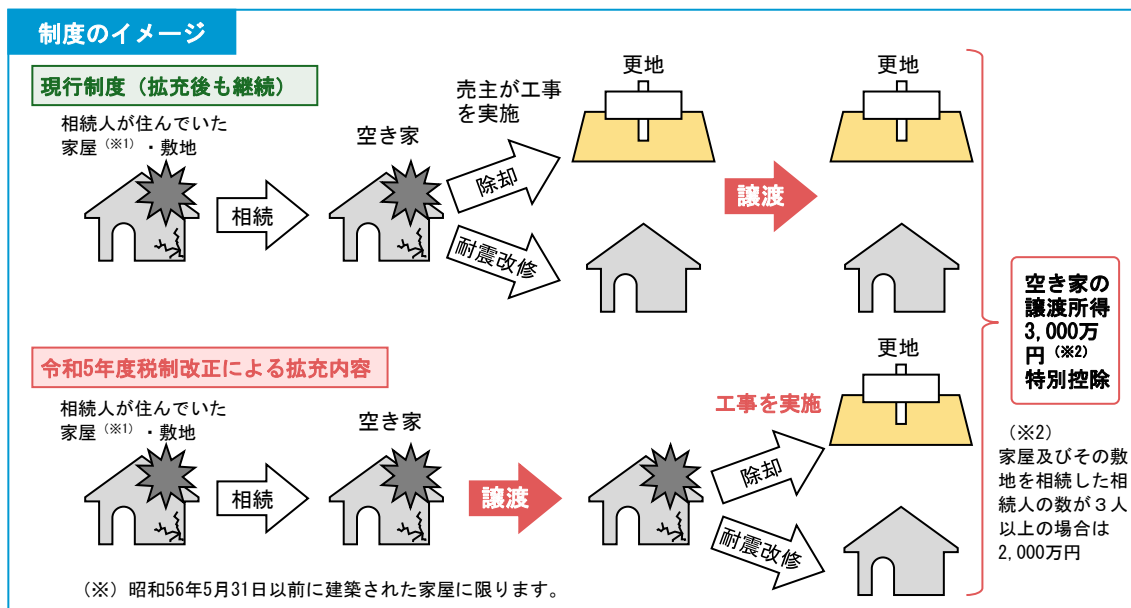 制度のイメージ
現行制度（拡充後も継続）
相続人が住んでいた
家屋（※1）・敷地
相続
空き家
売主が工事
を実施
除却
耐震改修
更地
譲渡
更地
令和5年度税制改正による拡充内容
相続人が住んでいた
家屋（※1）・敷地
相続
空き家
譲渡
工事を実施
除却
耐震改修
更地
空き家の
譲渡所得
3,000万
円（※2）
特別控除
（※2）
家屋及びその敷
地を相続した相
続人の数が３人
以上の場合は
2,000万円
（※）昭和56年5月31日以前に建築された家屋に限ります。